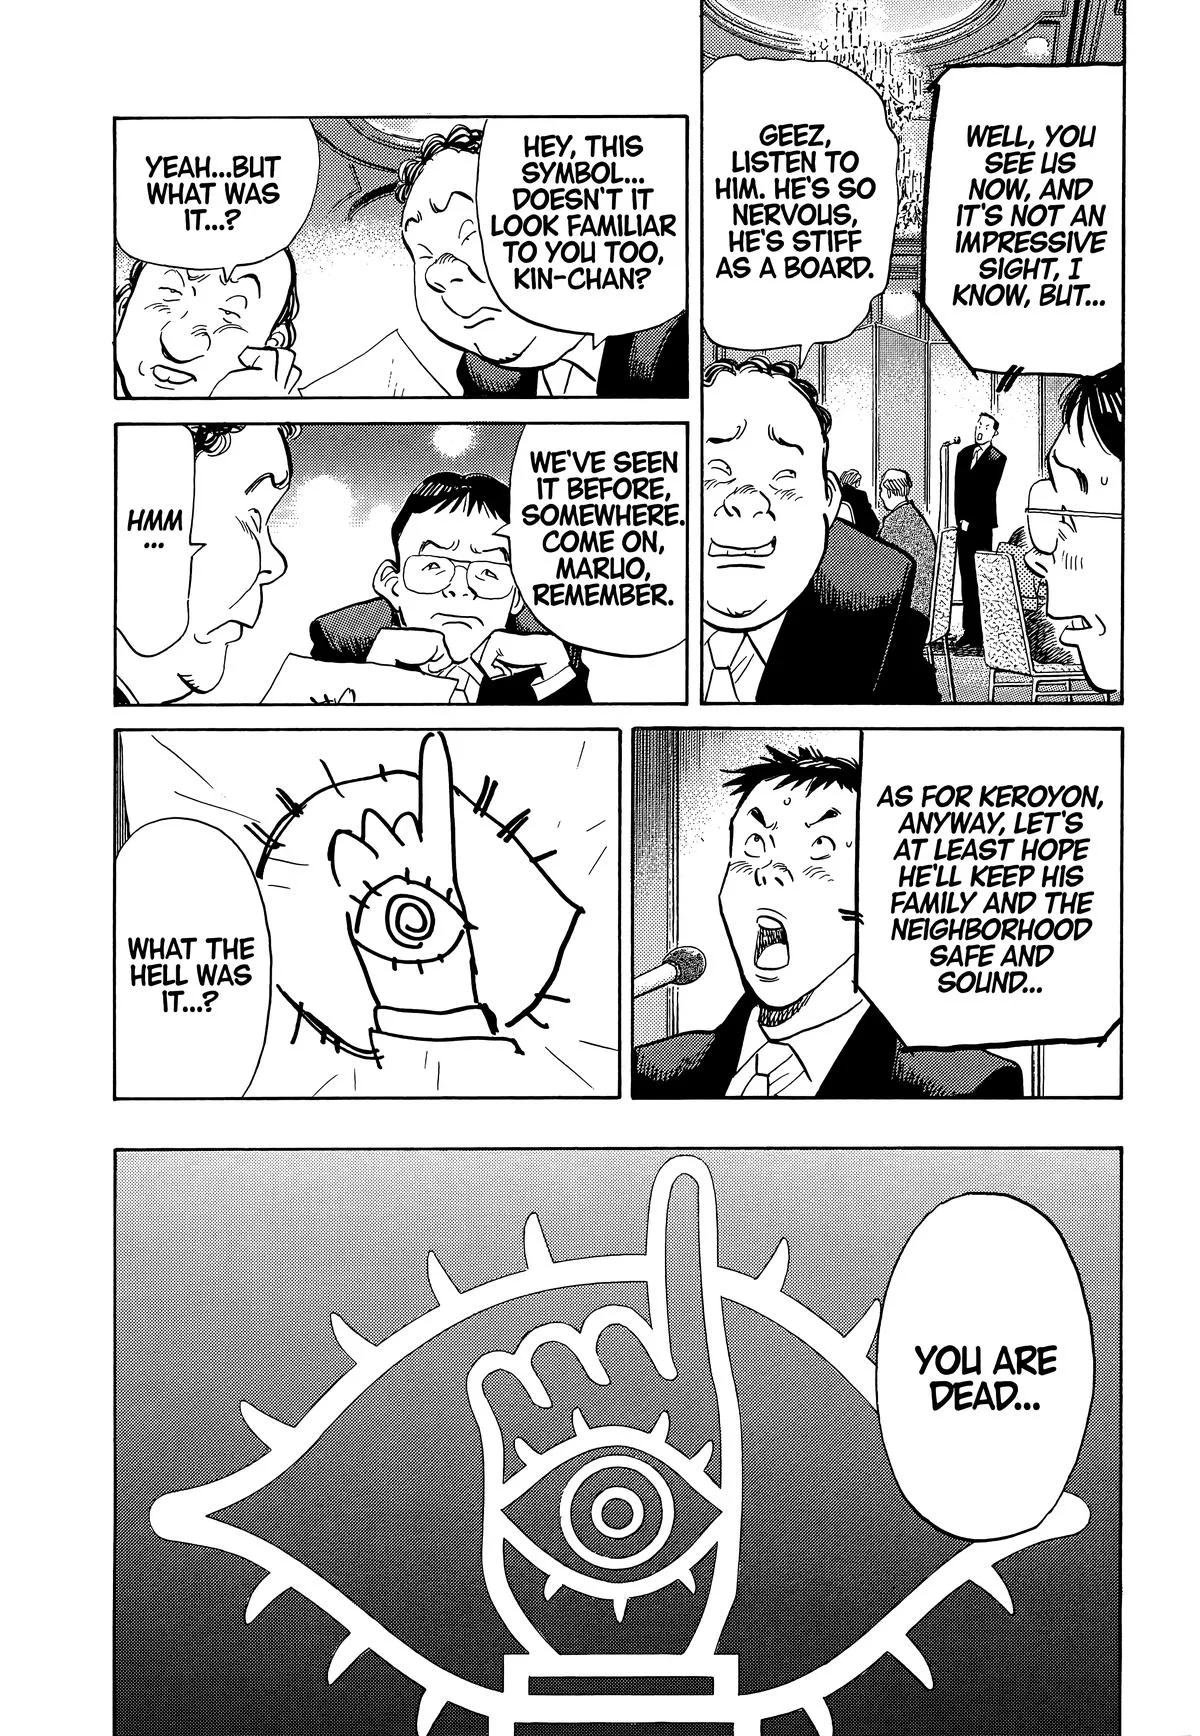 WELL, YOU
SEE US
NOW, AND
IT'S NOT AN
IMPRESSIVE
SIGHT, I
KNOW, BUT...
GEEZ,
LISTEN TO
HIM. HE'S SO
NERVOUS,
HE'S STIFF
AS A BOARD.
HEY, THIS
SYMBOL...
DOESN'T IT
LOOK FAMILIAR
TO YOU TOO,
KIN-CHAN?
YEAH...BUT
WHAT WAS
IT...?
WE'VE SEEN
IT BEFORE,
SOMEWHERE.
COME ON,
MARUO,
REMEMBER.
HMM
...
AS FOR KEROYON,
ANYWAY, LET'S
AT LEAST HOPE
HE'LL KEEP HIS
FAMILY AND THE
NEIGHBORHOOD
SAFE AND
SOUND...
WHAT THE
HELL WAS
IT...?
YOU ARE
DEAD...